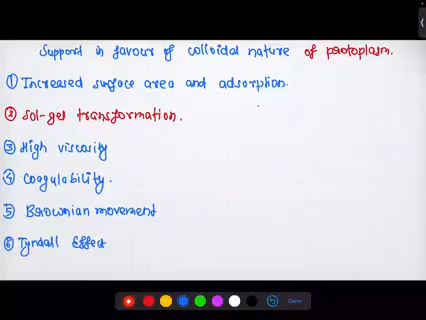 Support in favour of colloidal nature of protoplasm.
① Increased surface area and adsorption.
② Sol-gel transformation.
③ High viscosity
④ Coagulability.
⑤ Brownian movement
⑥ Tyndall Effect
Done